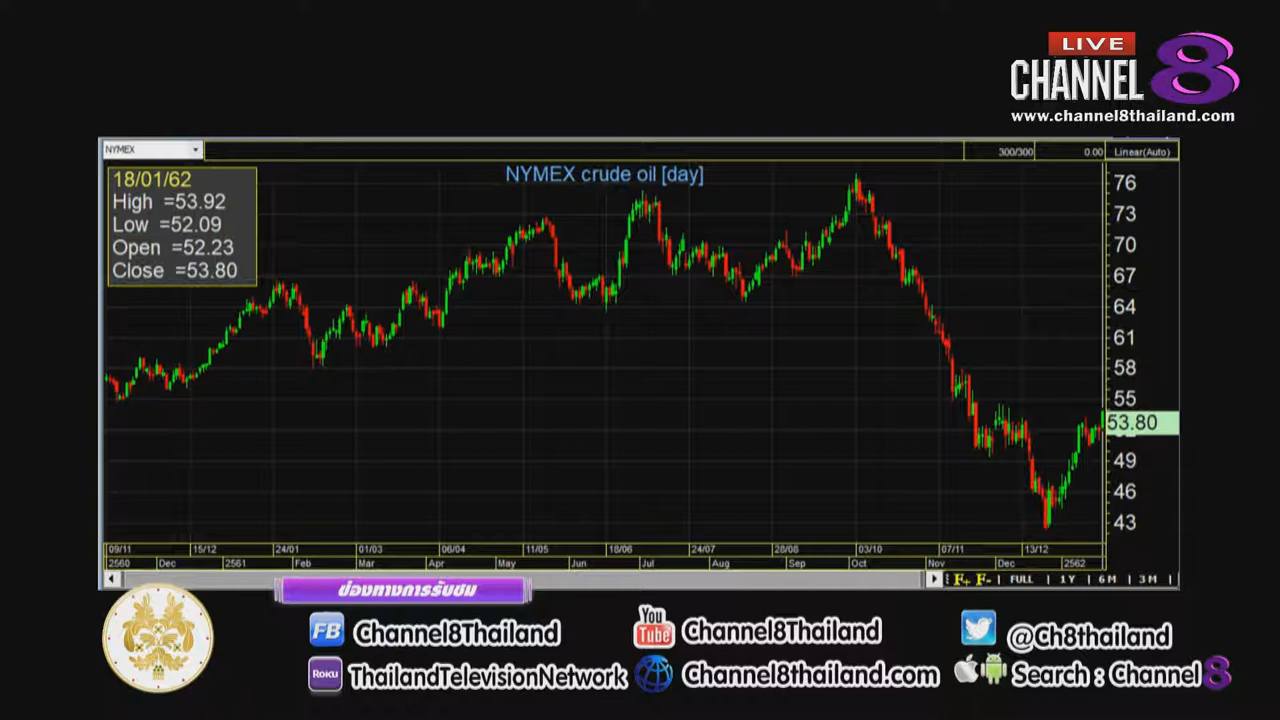 LIVE
CHANNEL 8
www.channel8thailand.com
NYMEX
300/300
0.00
Linear(Auto)
NYMEX crude oil [day]
18/01/62
High =53.92
Low =52.09
Open =52.23
Close =53.80
76
73
70
67
64
61
58
55
53.80
49
46
43
09/11 15/12 24/01 01/03 06/04 11/05 18/06 24/07 28/08 03/10 07/11 13/12
2560 Dec 2561 Feb Mar Apr May Jun Jul Aug Sep Oct Nov Dec 2562
F+ F- FULL 1Y 6M 3M
ช่องทางการรับชม
FB Channel8Thailand
You Tube Channel8Thailand
@Ch8thailand
ROKU ThailandTelevisionNetwork
Channel8thailand.com
Search : Channel 8